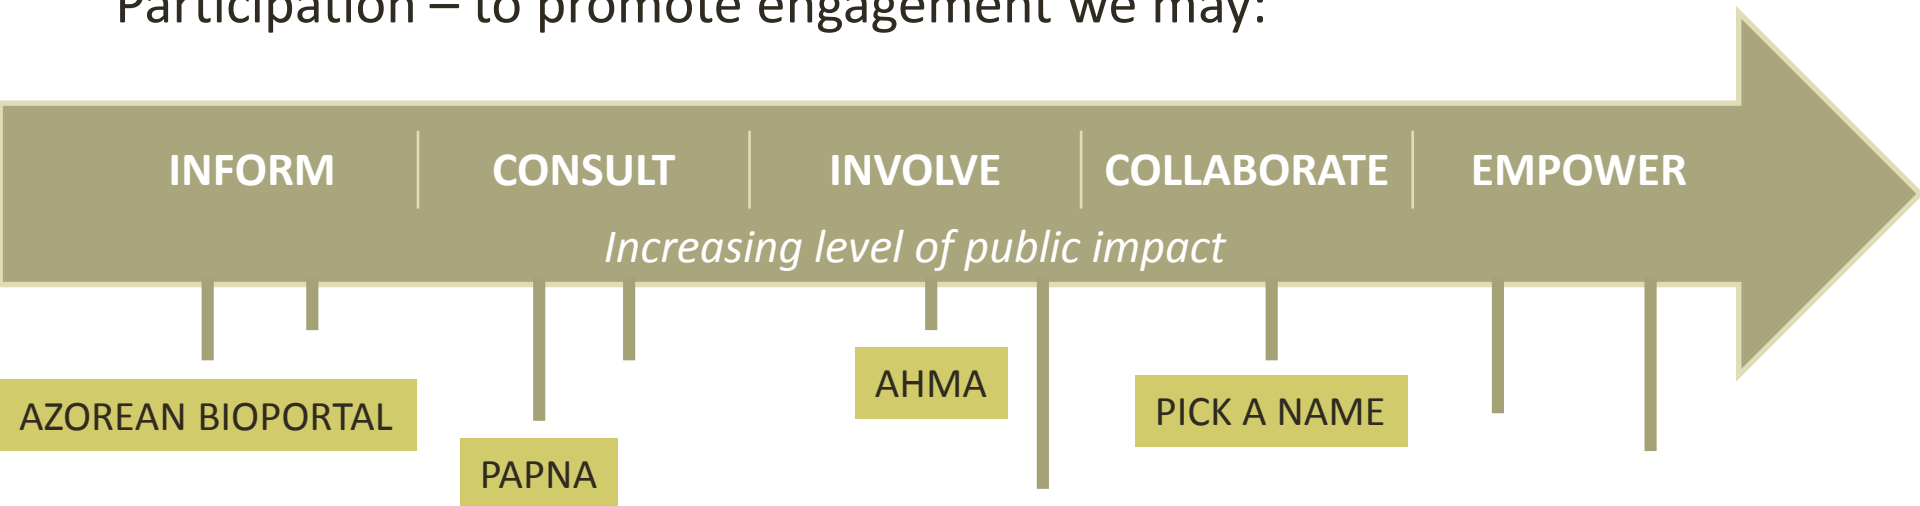 Participation – to promote engagement we may:
INFORM CONSULT INVOLVE COLLABORATE EMPOWER
Increasing level of public impact
AHMA
PICK A NAME
AZOREAN BIOPORTAL
PAPNA